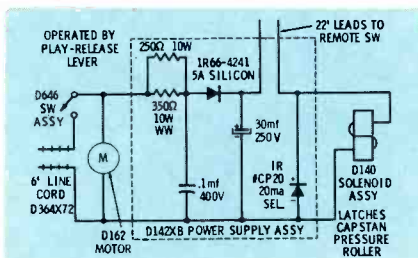 OPERATED BY
PLAY-RELEASE
LEVER
250Ω 10W
1R66-4241
5A SILICON
22' LEADS TO
REMOTE SW
D646
SW
ASSY
350Ω
10W
WW
30mf
250V
M
6' LINE
CORD
D364X72
.1mf
400V
IR
#CP20
20ma
SEL.
D140
SOLENOID
ASSY
D162
MOTOR
D142XB POWER SUPPLY ASSY
LATCHES
CAPSTAN
PRESSURE
ROLLER